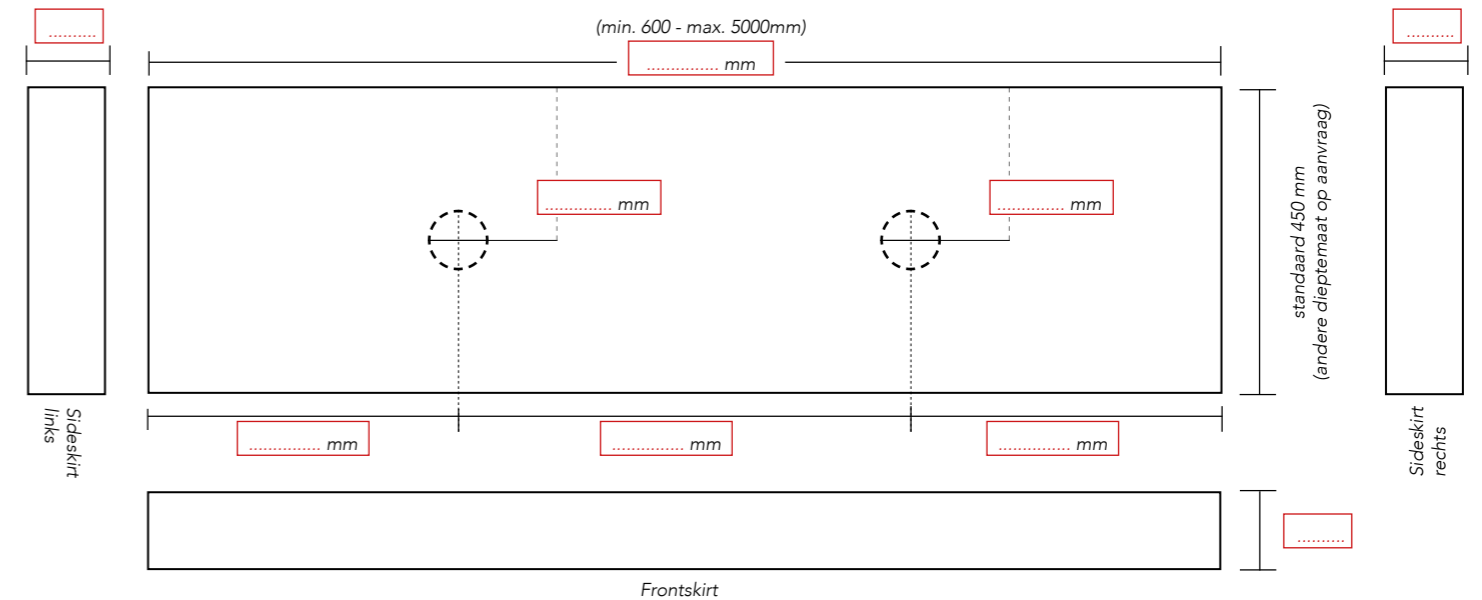 (min. 600 - max. 5000mm)
..........
.............. mm
..........
............. mm
............. mm
standaard 450 mm
(andere dieptemaat op aanvraag)
Sideskirt
links
.............. mm
.............. mm
.............. mm
Sideskirt
rechts
..........
Frontskirt